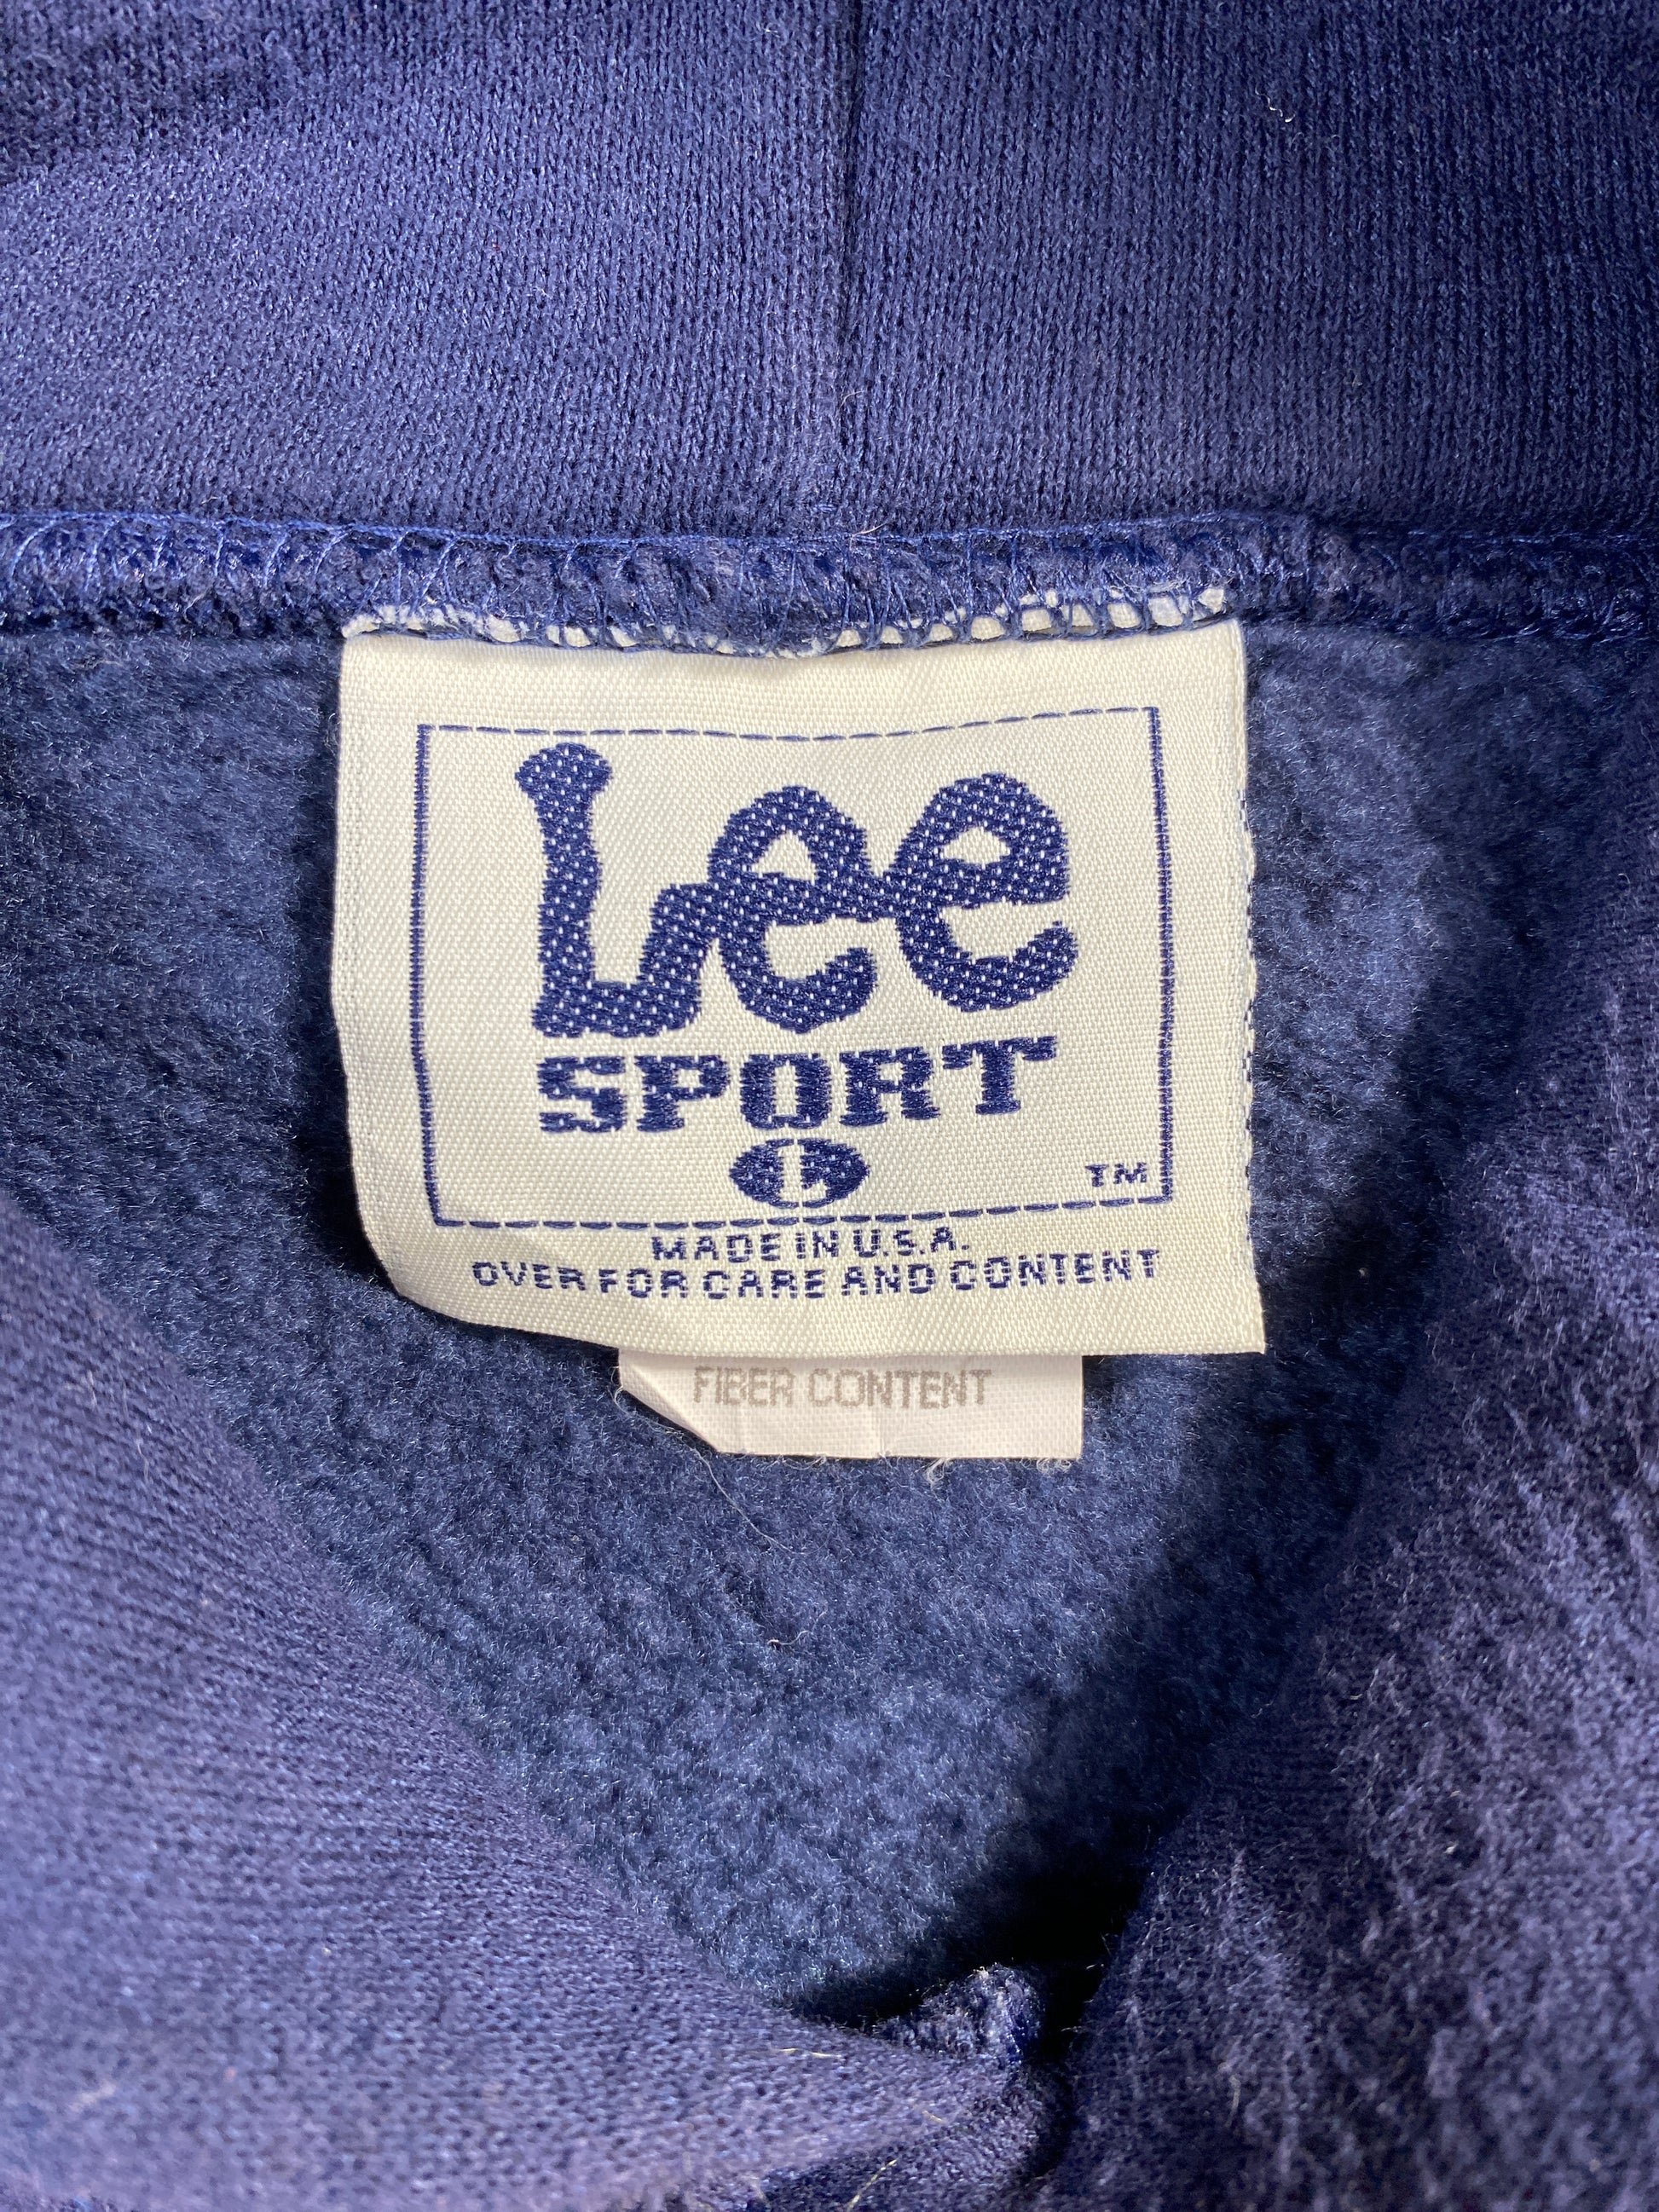 Lee
SPORT
L
TM
MADE IN U.S.A.
OVER FOR CARE AND CONTENT
FIBER CONTENT